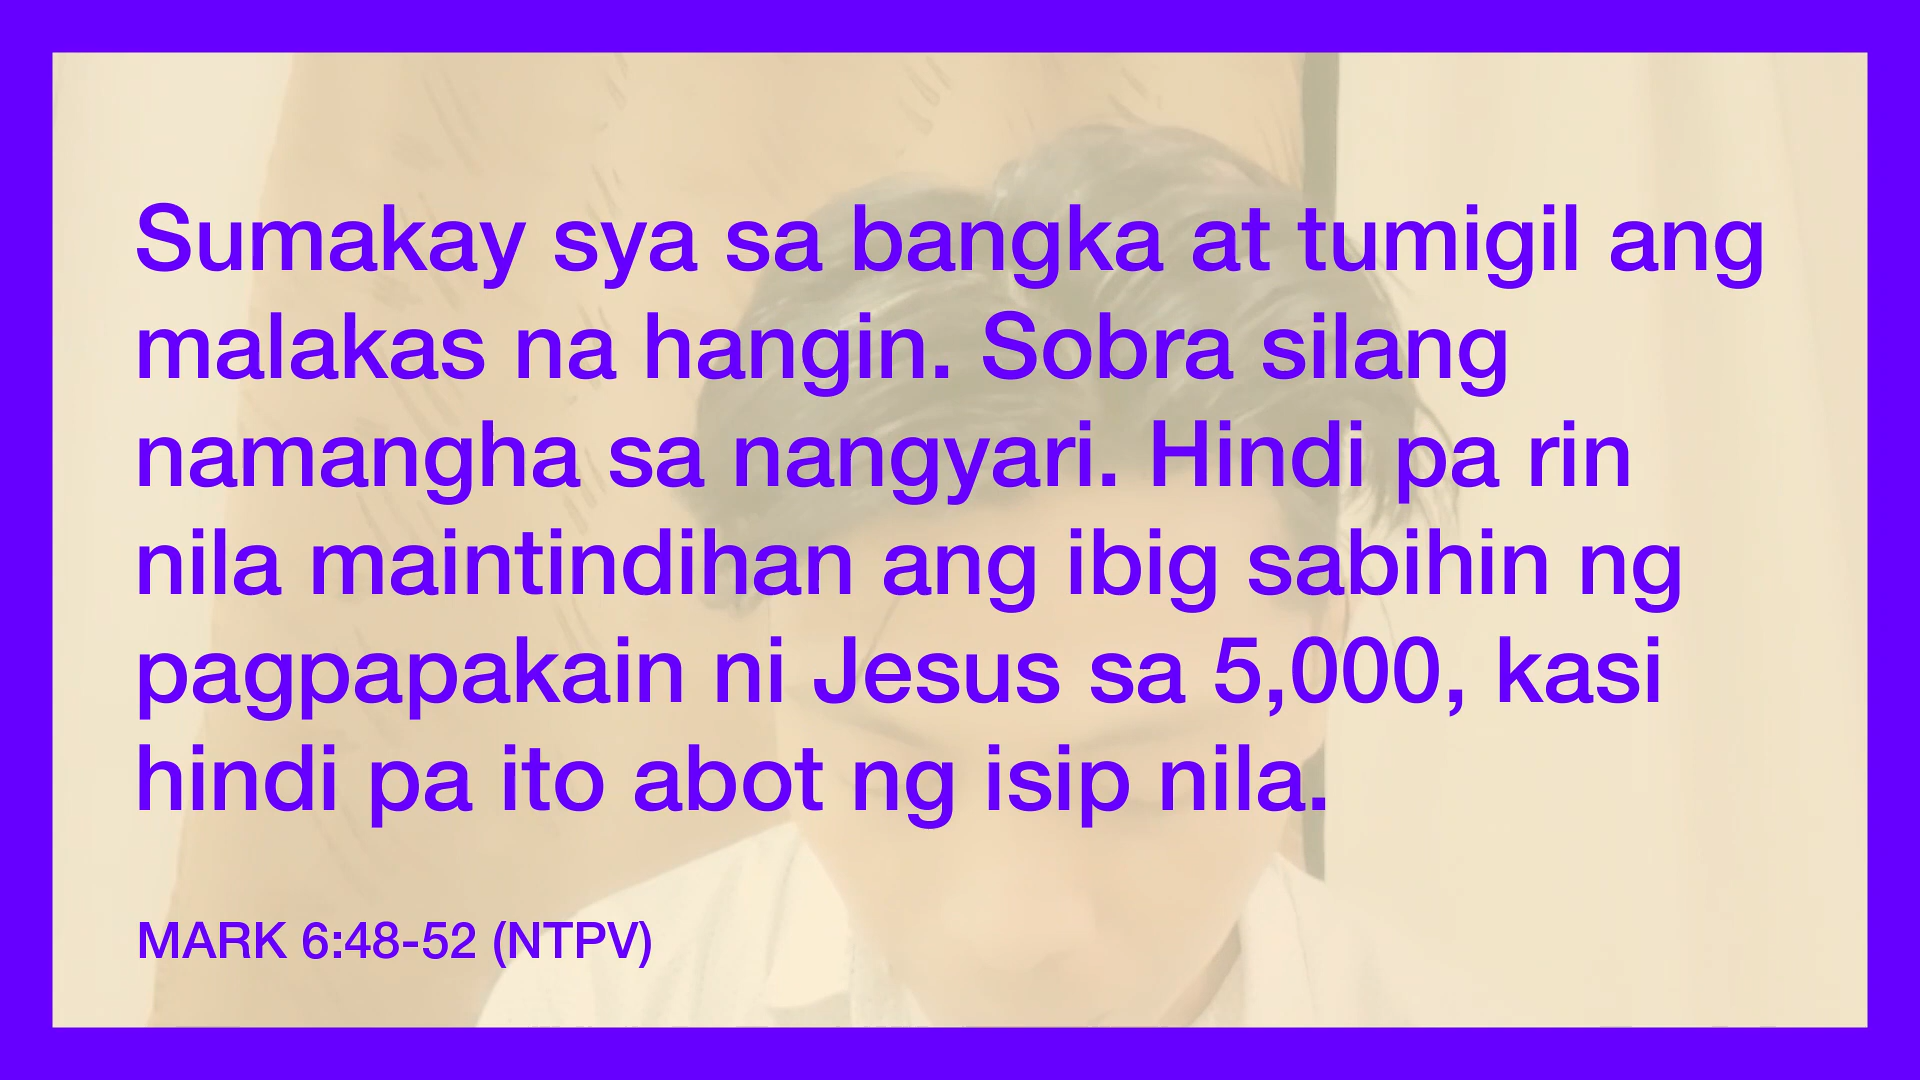 Sumakay sya sa bangka at tumigil ang
malakas na hangin. Sobra silang
namangha sa nangyari. Hindi pa rin
nila maintindihan ang ibig sabihin ng
pagpapakain ni Jesus sa 5,000, kasi
hindi pa ito abot ng isip nila.
MARK 6:48-52 (NTPV)